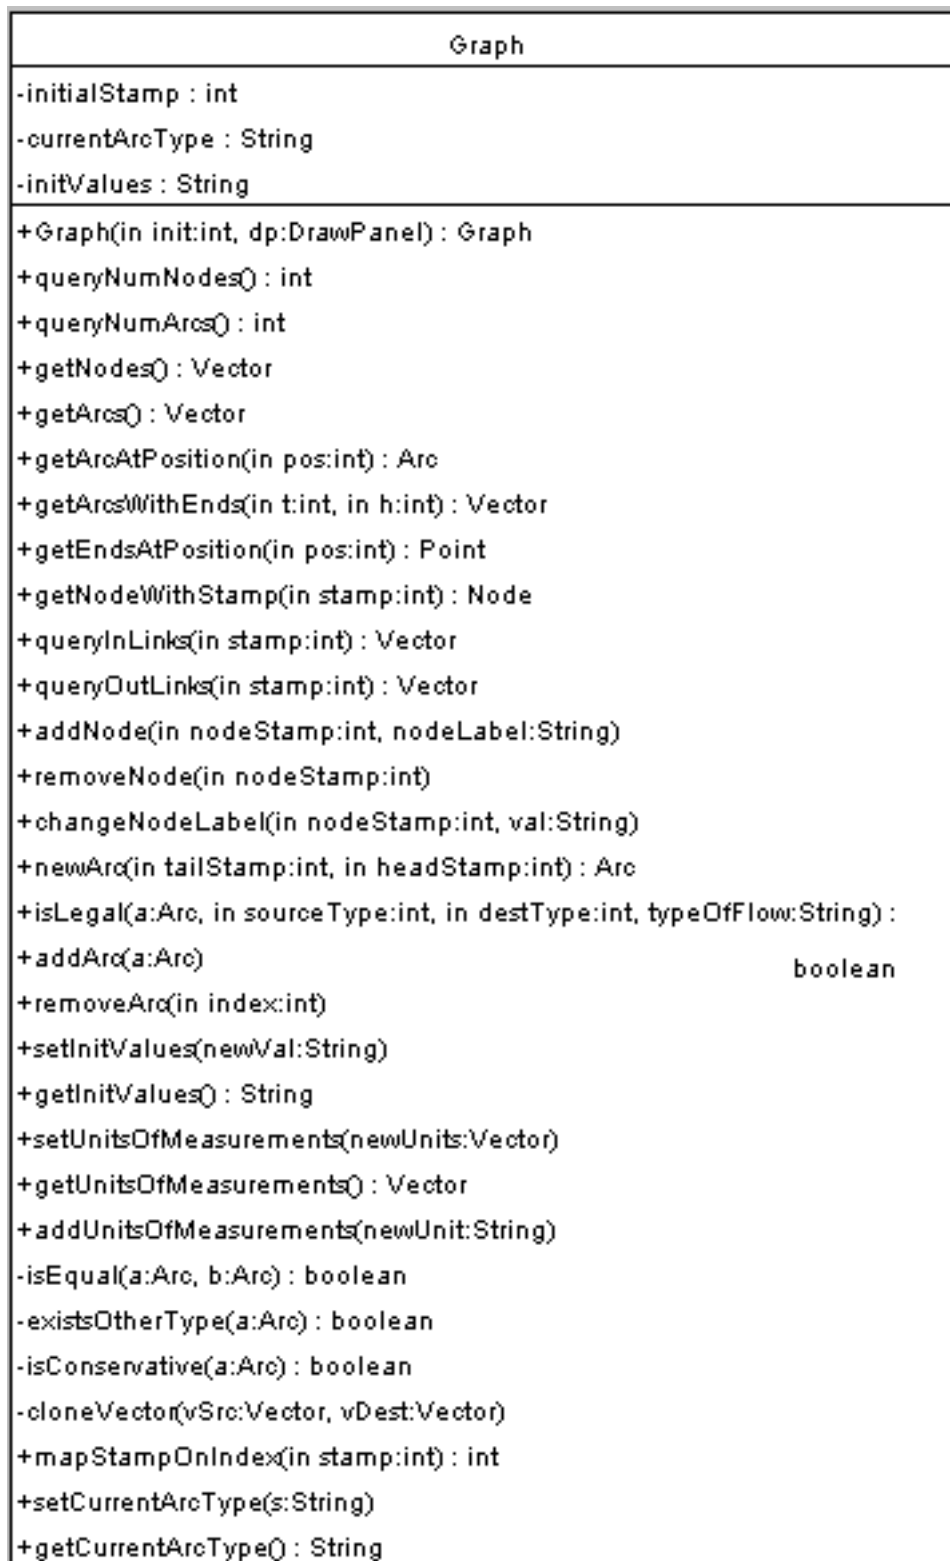 Graph
-initialStamp : int
-currentArcType : String
-initValues : String
+Graph(in init:int, dp:DrawPanel) : Graph
+queryNumNodes() : int
+queryNumArcs() : int
+getNodes() : Vector
+getArcs() : Vector
+getArcAtPosition(in pos:int) : Arc
+getArcsWithEnds(in t:int, in h:int) : Vector
+getEndsAtPosition(in pos:int) : Point
+getNodeWithStamp(in stamp:int) : Node
+queryInLinks(in stamp:int) : Vector
+queryOutLinks(in stamp:int) : Vector
+addNode(in nodeStamp:int, nodeLabel:String)
+removeNode(in nodeStamp:int)
+changeNodeLabel(in nodeStamp:int, val:String)
+newArc(in tailStamp:int, in headStamp:int) : Arc
+isLegal(a:Arc, in sourceType:int, in destType:int, typeOfFlow:String) :
boolean
+addArc(a:Arc)
+removeArc(in index:int)
+setInitValues(newVal:String)
+getInitValues() : String
+setUnitsOfMeasurements(newUnits:Vector)
+getUnitsOfMeasurements() : Vector
+addUnitsOfMeasurements(newUnit:String)
-isEqual(a:Arc, b:Arc) : boolean
-existsOtherType(a:Arc) : boolean
-isConservative(a:Arc) : boolean
-cloneVector(vSrc:Vector, vDest:Vector)
+mapStampOnIndex(in stamp:int) : int
+setCurrentArcType(s:String)
+getCurrentArcType() : String